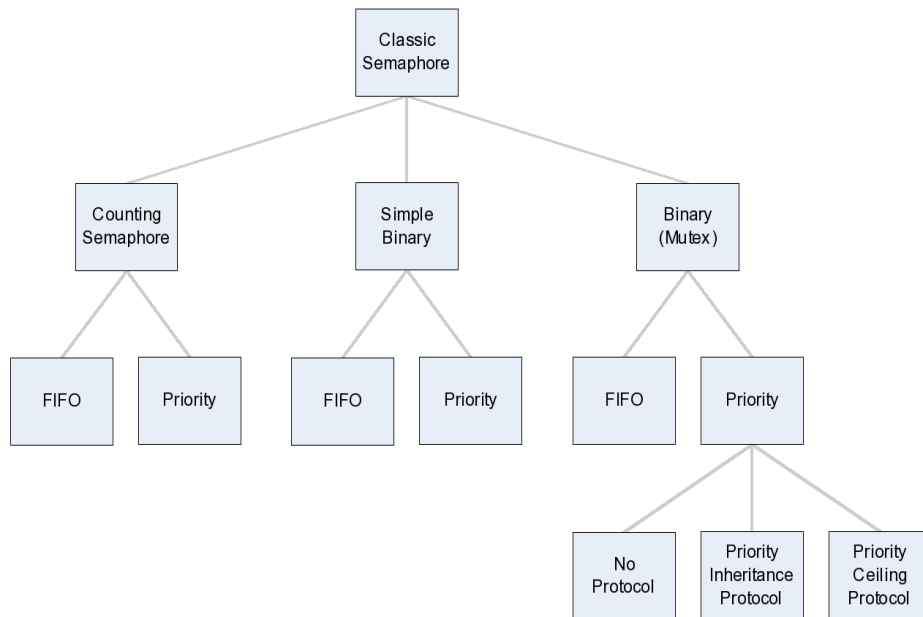 Classic
Semaphore
Counting
Semaphore
Simple
Binary
Binary
(Mutex)
FIFO
Priority
FIFO
Priority
FIFO
Priority
No
Protocol
Priority
Inheritance
Protocol
Priority
Ceiling
Protocol